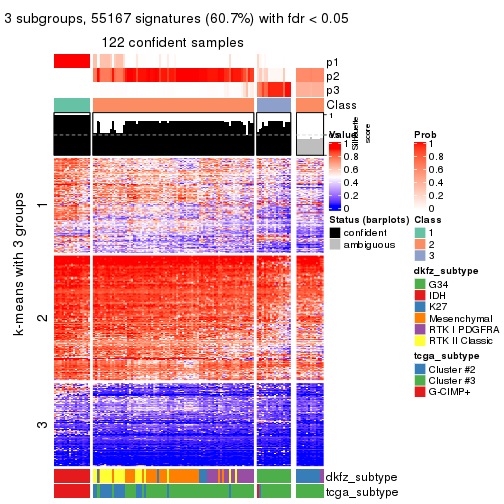 3 subgroups, 55167 signatures (60.7%) with fdr < 0.05
122 confident samples
p1
p2
p3
Class
1
Silhouette score
k-means with 3 groups
1
2
3
Value
1
0.8
0.6
0.4
0.2
0
Prob
1
0.8
0.6
0.4
0.2
0
Status (barplots)
confident
ambiguous
Class
1
2
3
dkfz_subtype
G34
IDH
K27
Mesenchymal
RTK I PDGFRA
RTK II Classic
tcga_subtype
Cluster #2
Cluster #3
G-CIMP+
dkfz_subtype
tcga_subtype